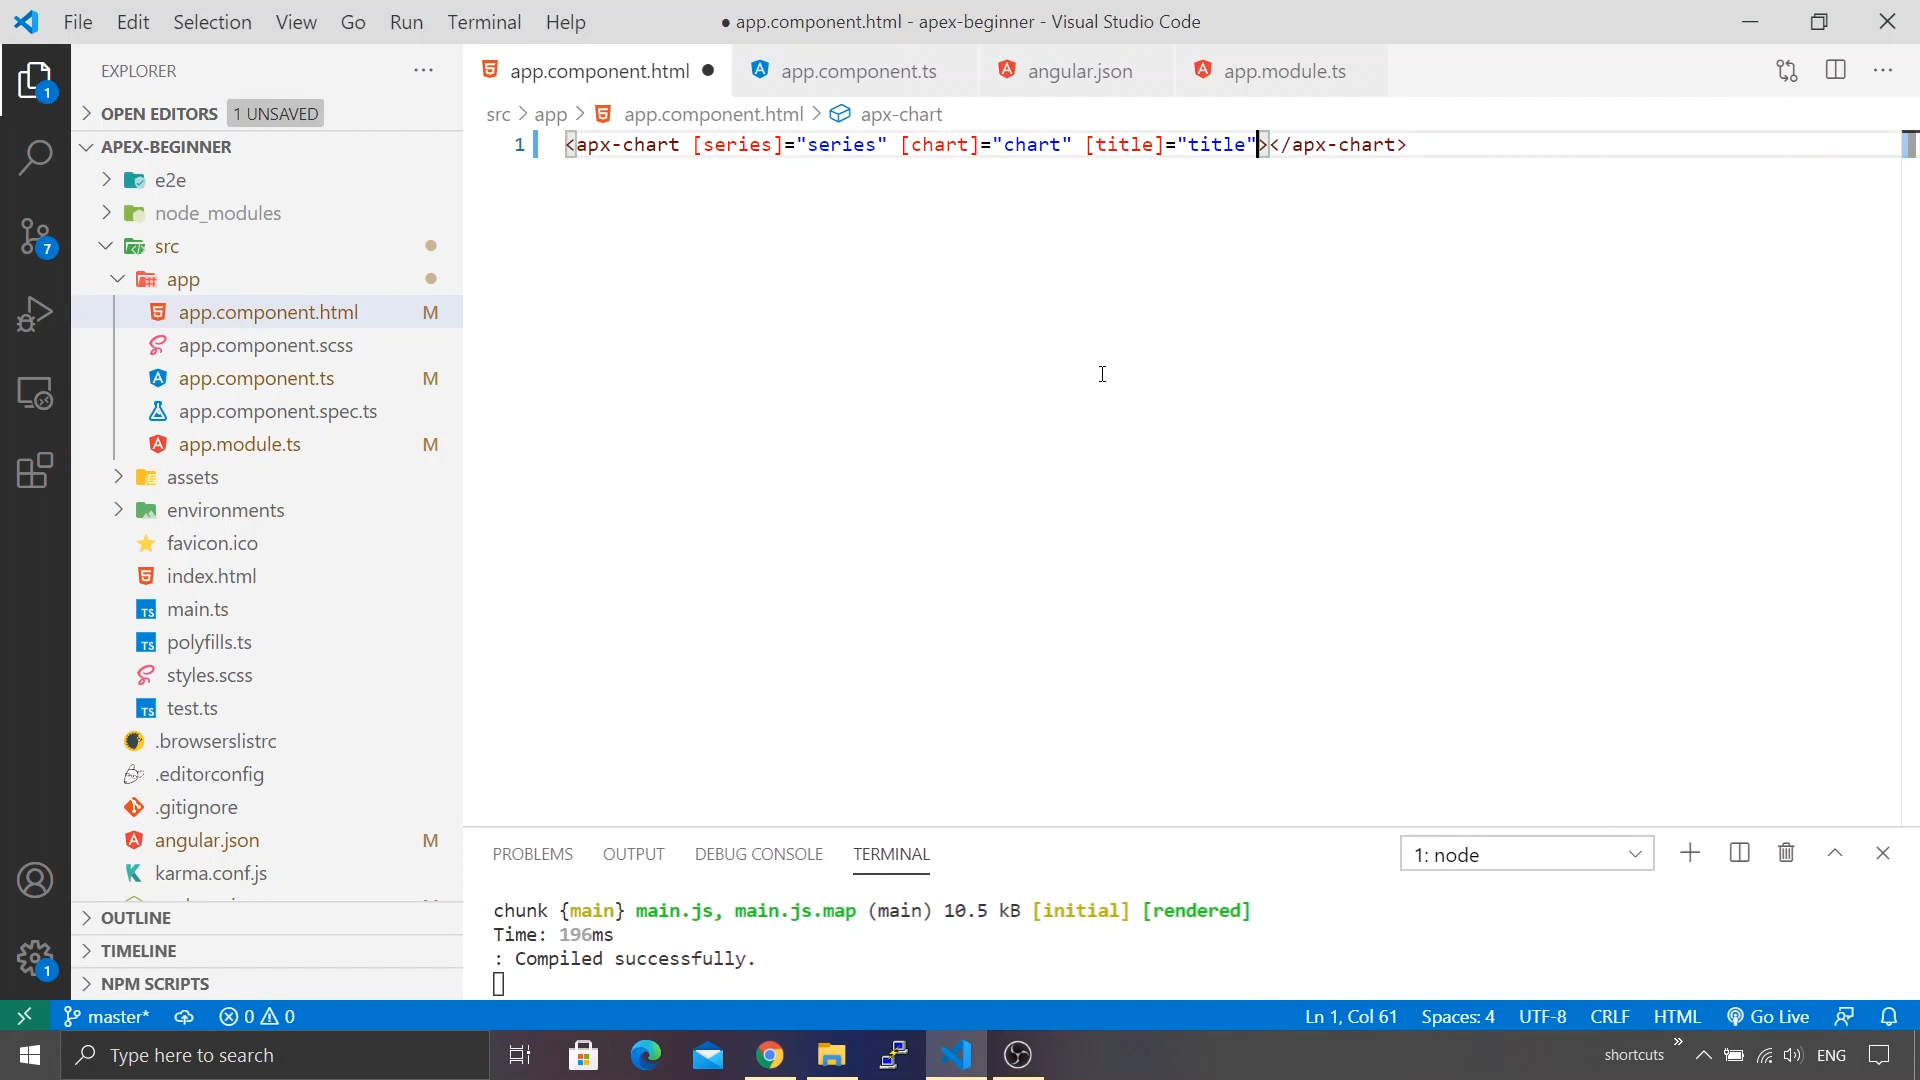 File Edit Selection View Go Run Terminal Help
● app.component.html - apex-beginner - Visual Studio Code
EXPLORER
OPEN EDITORS 1 UNSAVED
APEX-BEGINNER
e2e
node_modules
src
app
app.component.html M
app.component.scss
app.component.ts M
app.component.spec.ts
app.module.ts M
assets
environments
favicon.ico
index.html
main.ts
polyfills.ts
styles.scss
test.ts
.browserslistrc
.editorconfig
.gitignore
angular.json M
karma.conf.js
OUTLINE
TIMELINE
NPM SCRIPTS
app.component.html ● app.component.ts angular.json app.module.ts
src > app > app.component.html > apx-chart
1 <apx-chart [series]="series" [chart]="chart" [title]="title"></apx-chart>
PROBLEMS OUTPUT DEBUG CONSOLE TERMINAL
1: node
chunk {main} main.js, main.js.map (main) 10.5 kB [initial] [rendered]
Time: 196ms
: Compiled successfully.
1
7
1
master* 0 0
Ln 1, Col 61 Spaces: 4 UTF-8 CRLF HTML Go Live
Type here to search
shortcuts » ENG